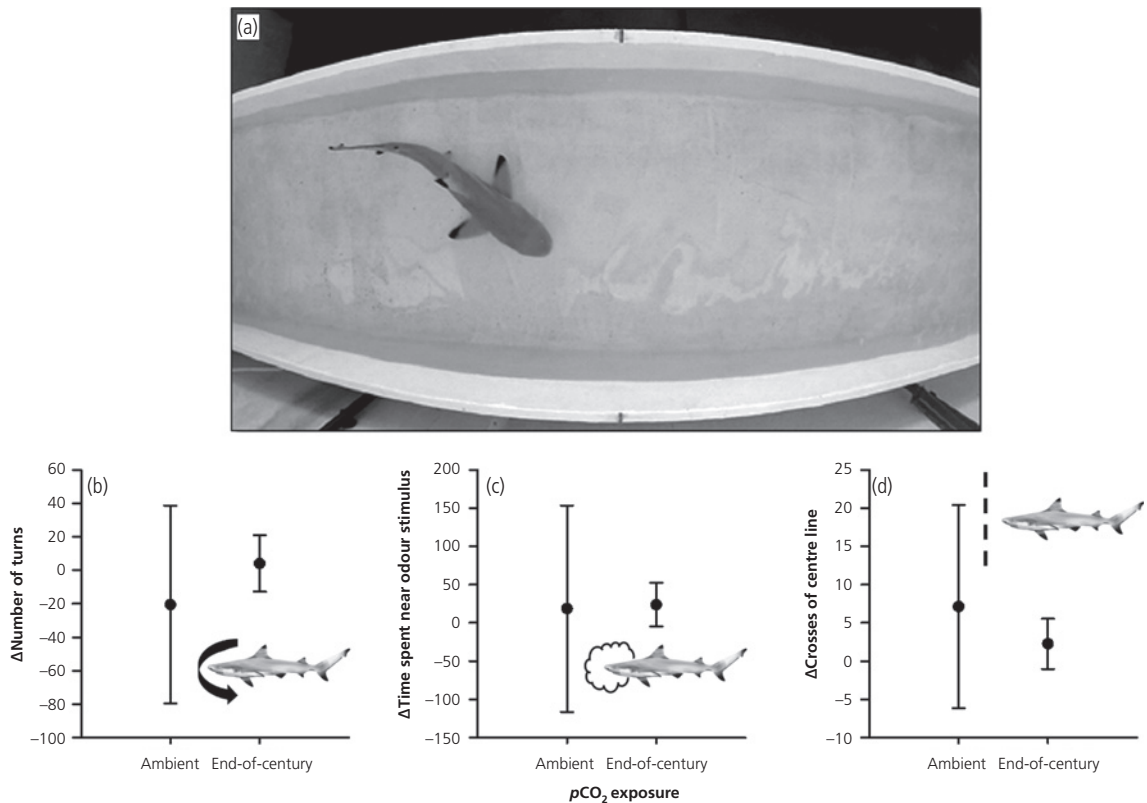 (a)
(b)
ΔNumber of turns
60
40
20
0
−20
−40
−60
−80
−100
Ambient End-of-century
(c)
ΔTime spent near odour stimulus
200
150
100
50
0
−50
−100
−150
Ambient End-of-century
pCO₂ exposure
(d)
ΔCrosses of centre line
25
20
15
10
5
0
−5
−10
Ambient End-of-century